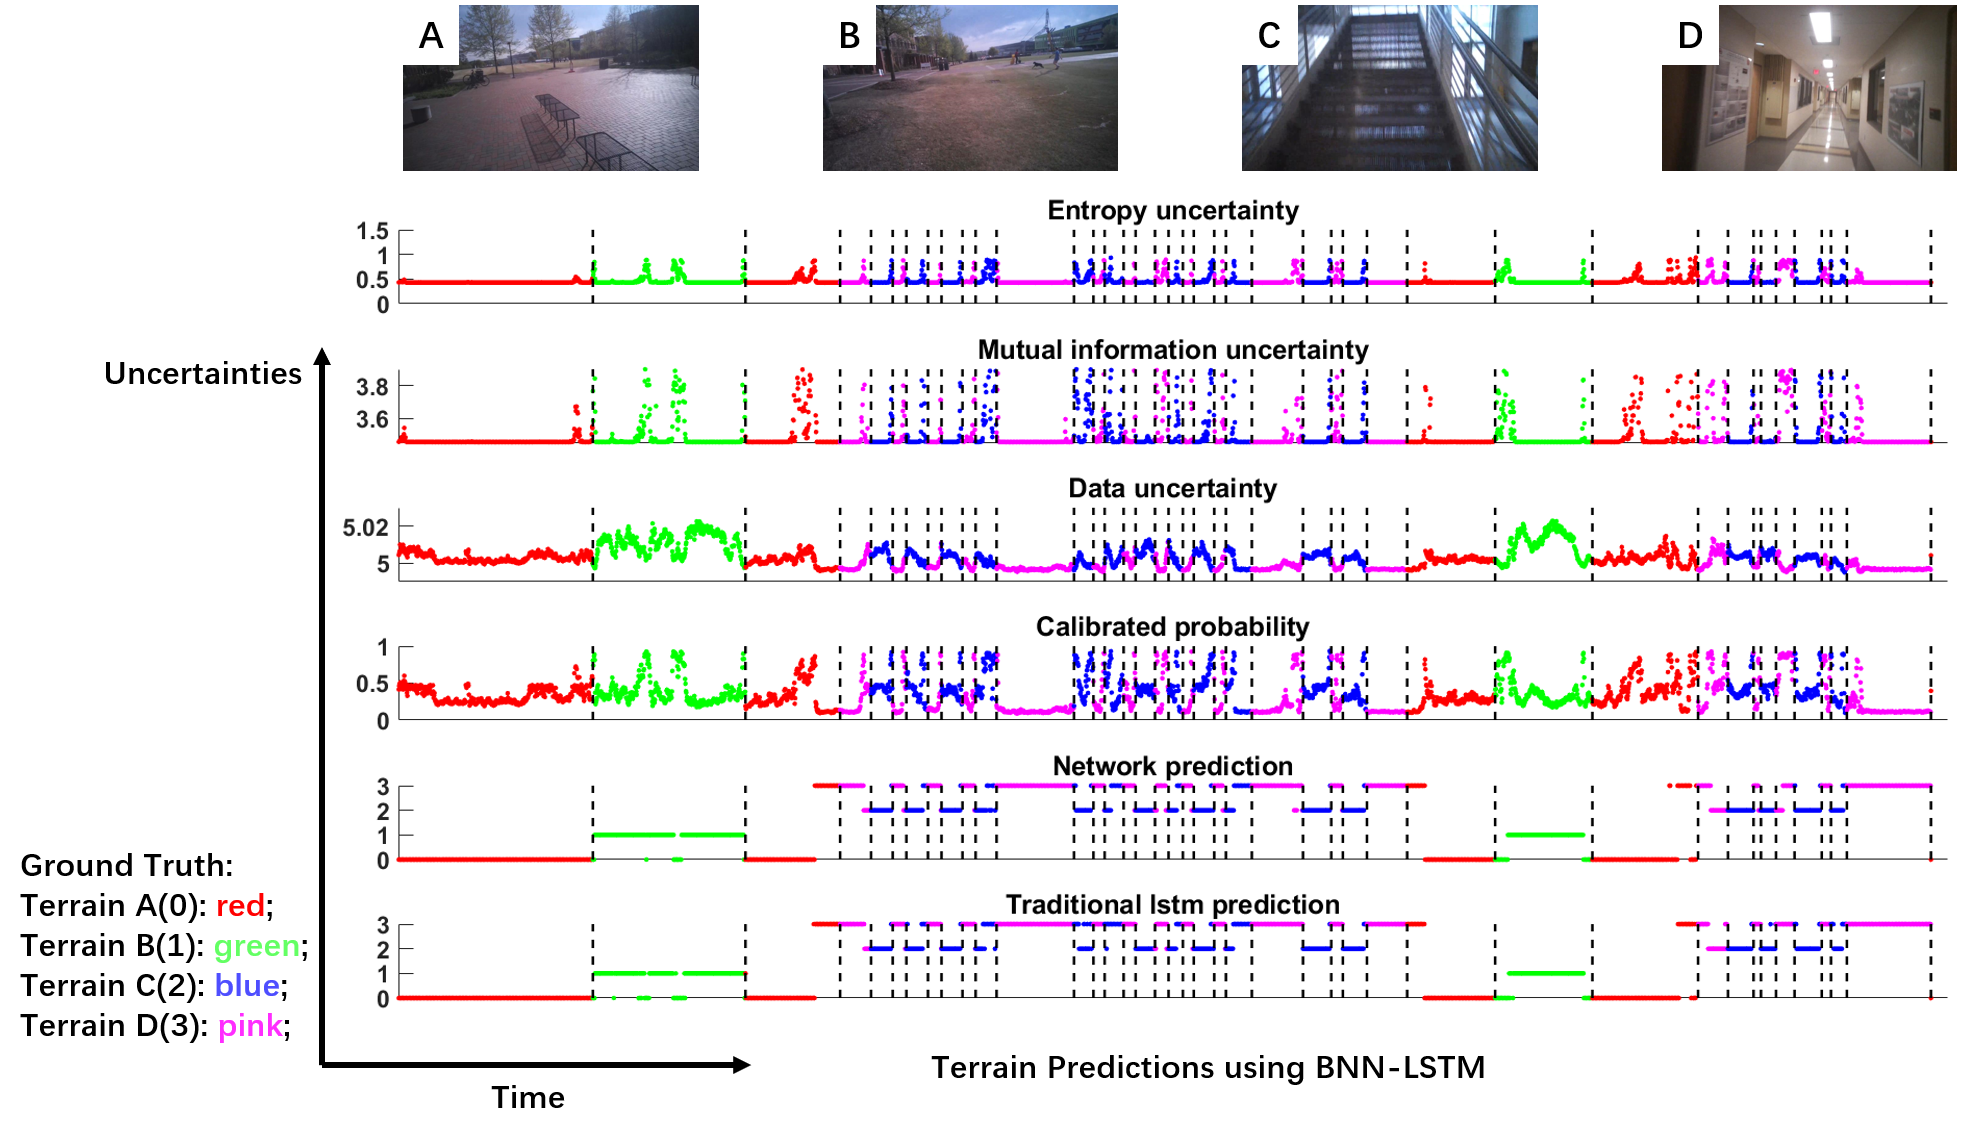 A
B
C
D
Entropy uncertainty
1.5
1
0.5
0
Mutual information uncertainty
3.8
3.6
Uncertainties
Data uncertainty
5.02
5
Calibrated probability
1
0.5
0
Network prediction
3
2
1
0
Traditional lstm prediction
3
2
1
0
Ground Truth:
Terrain A(0): red;
Terrain B(1): green;
Terrain C(2): blue;
Terrain D(3): pink;
Terrain Predictions using BNN-LSTM
Time